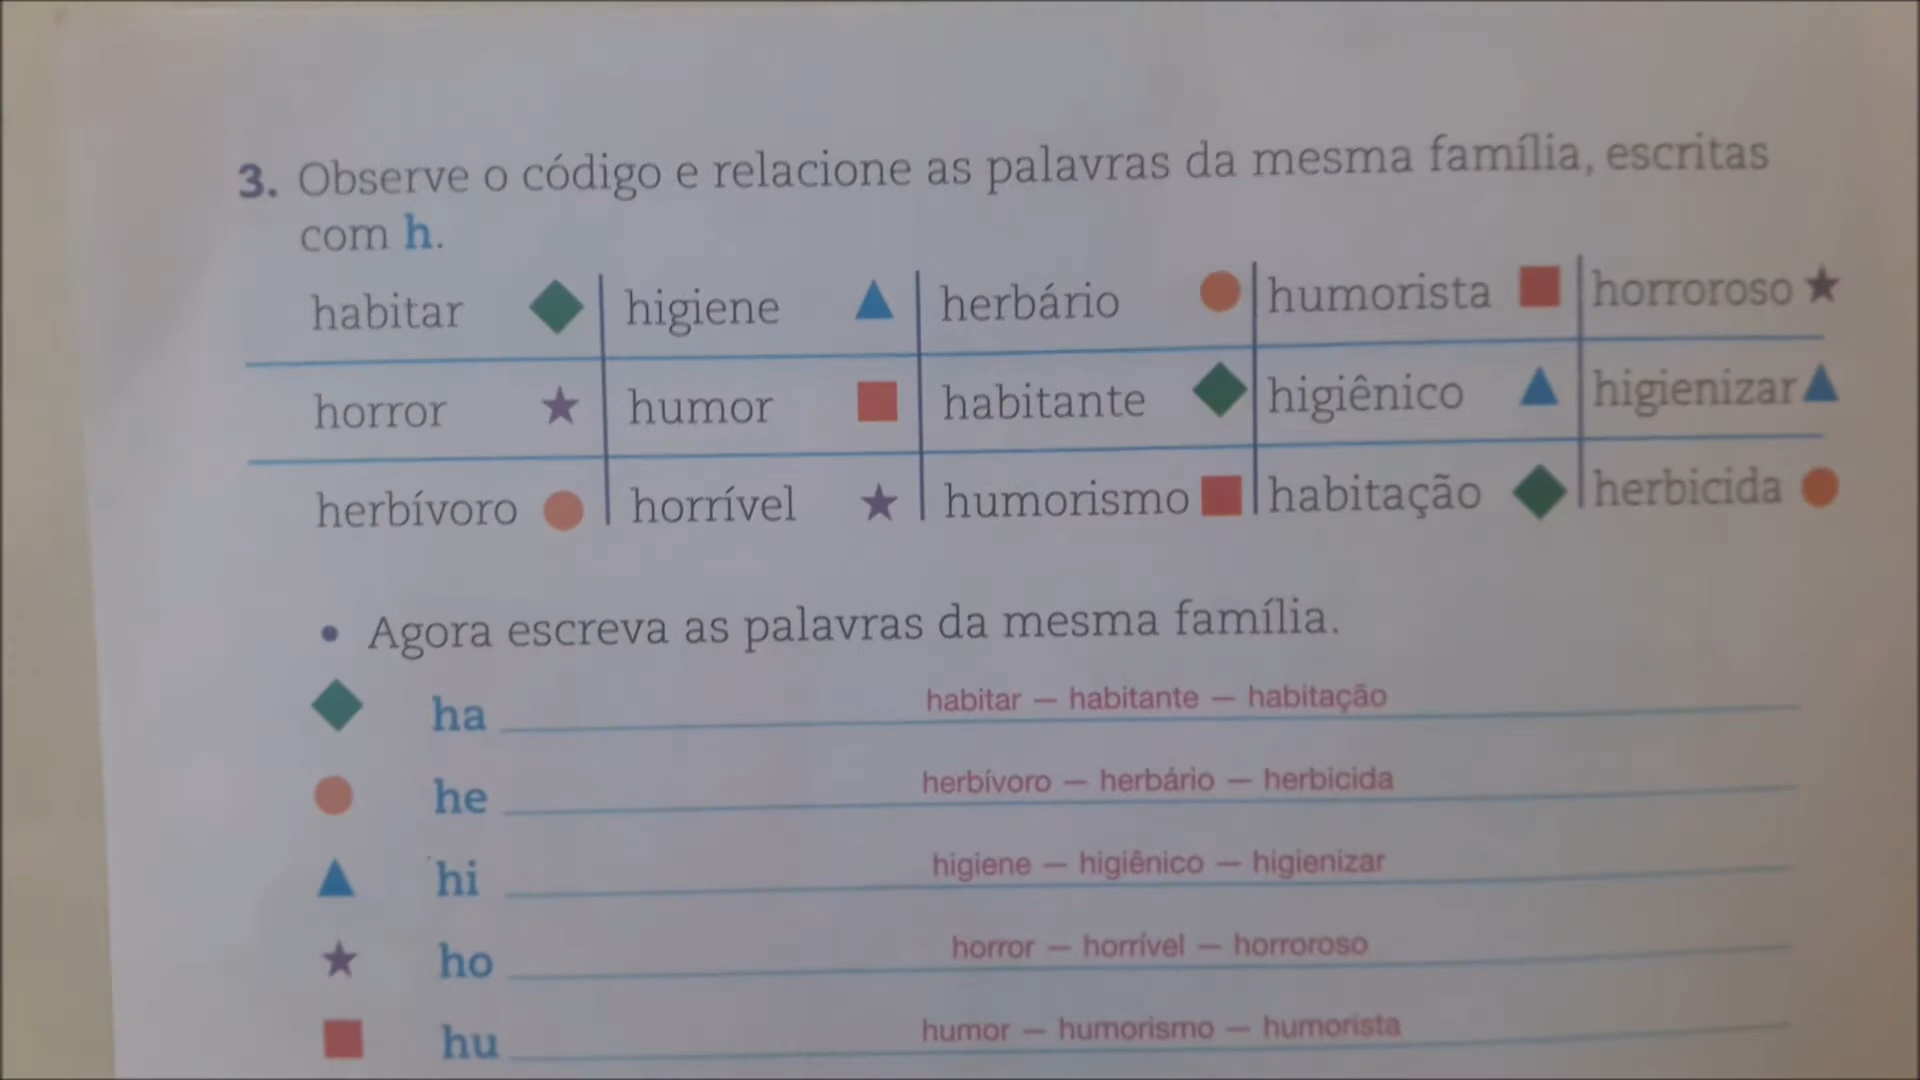 3. Observe o código e relacione as palavras da mesma família, escritas
com h.
habitar higiene herbário humorista horroroso
horror humor habitante higiênico higienizar
herbívoro horrível humorismo habitação herbicida
• Agora escreva as palavras da mesma família.
ha habitar — habitante — habitação
he herbívoro — herbário — herbicida
hi higiene — higiênico — higienizar
ho horror — horrível — horroroso
hu humor — humorismo — humorista